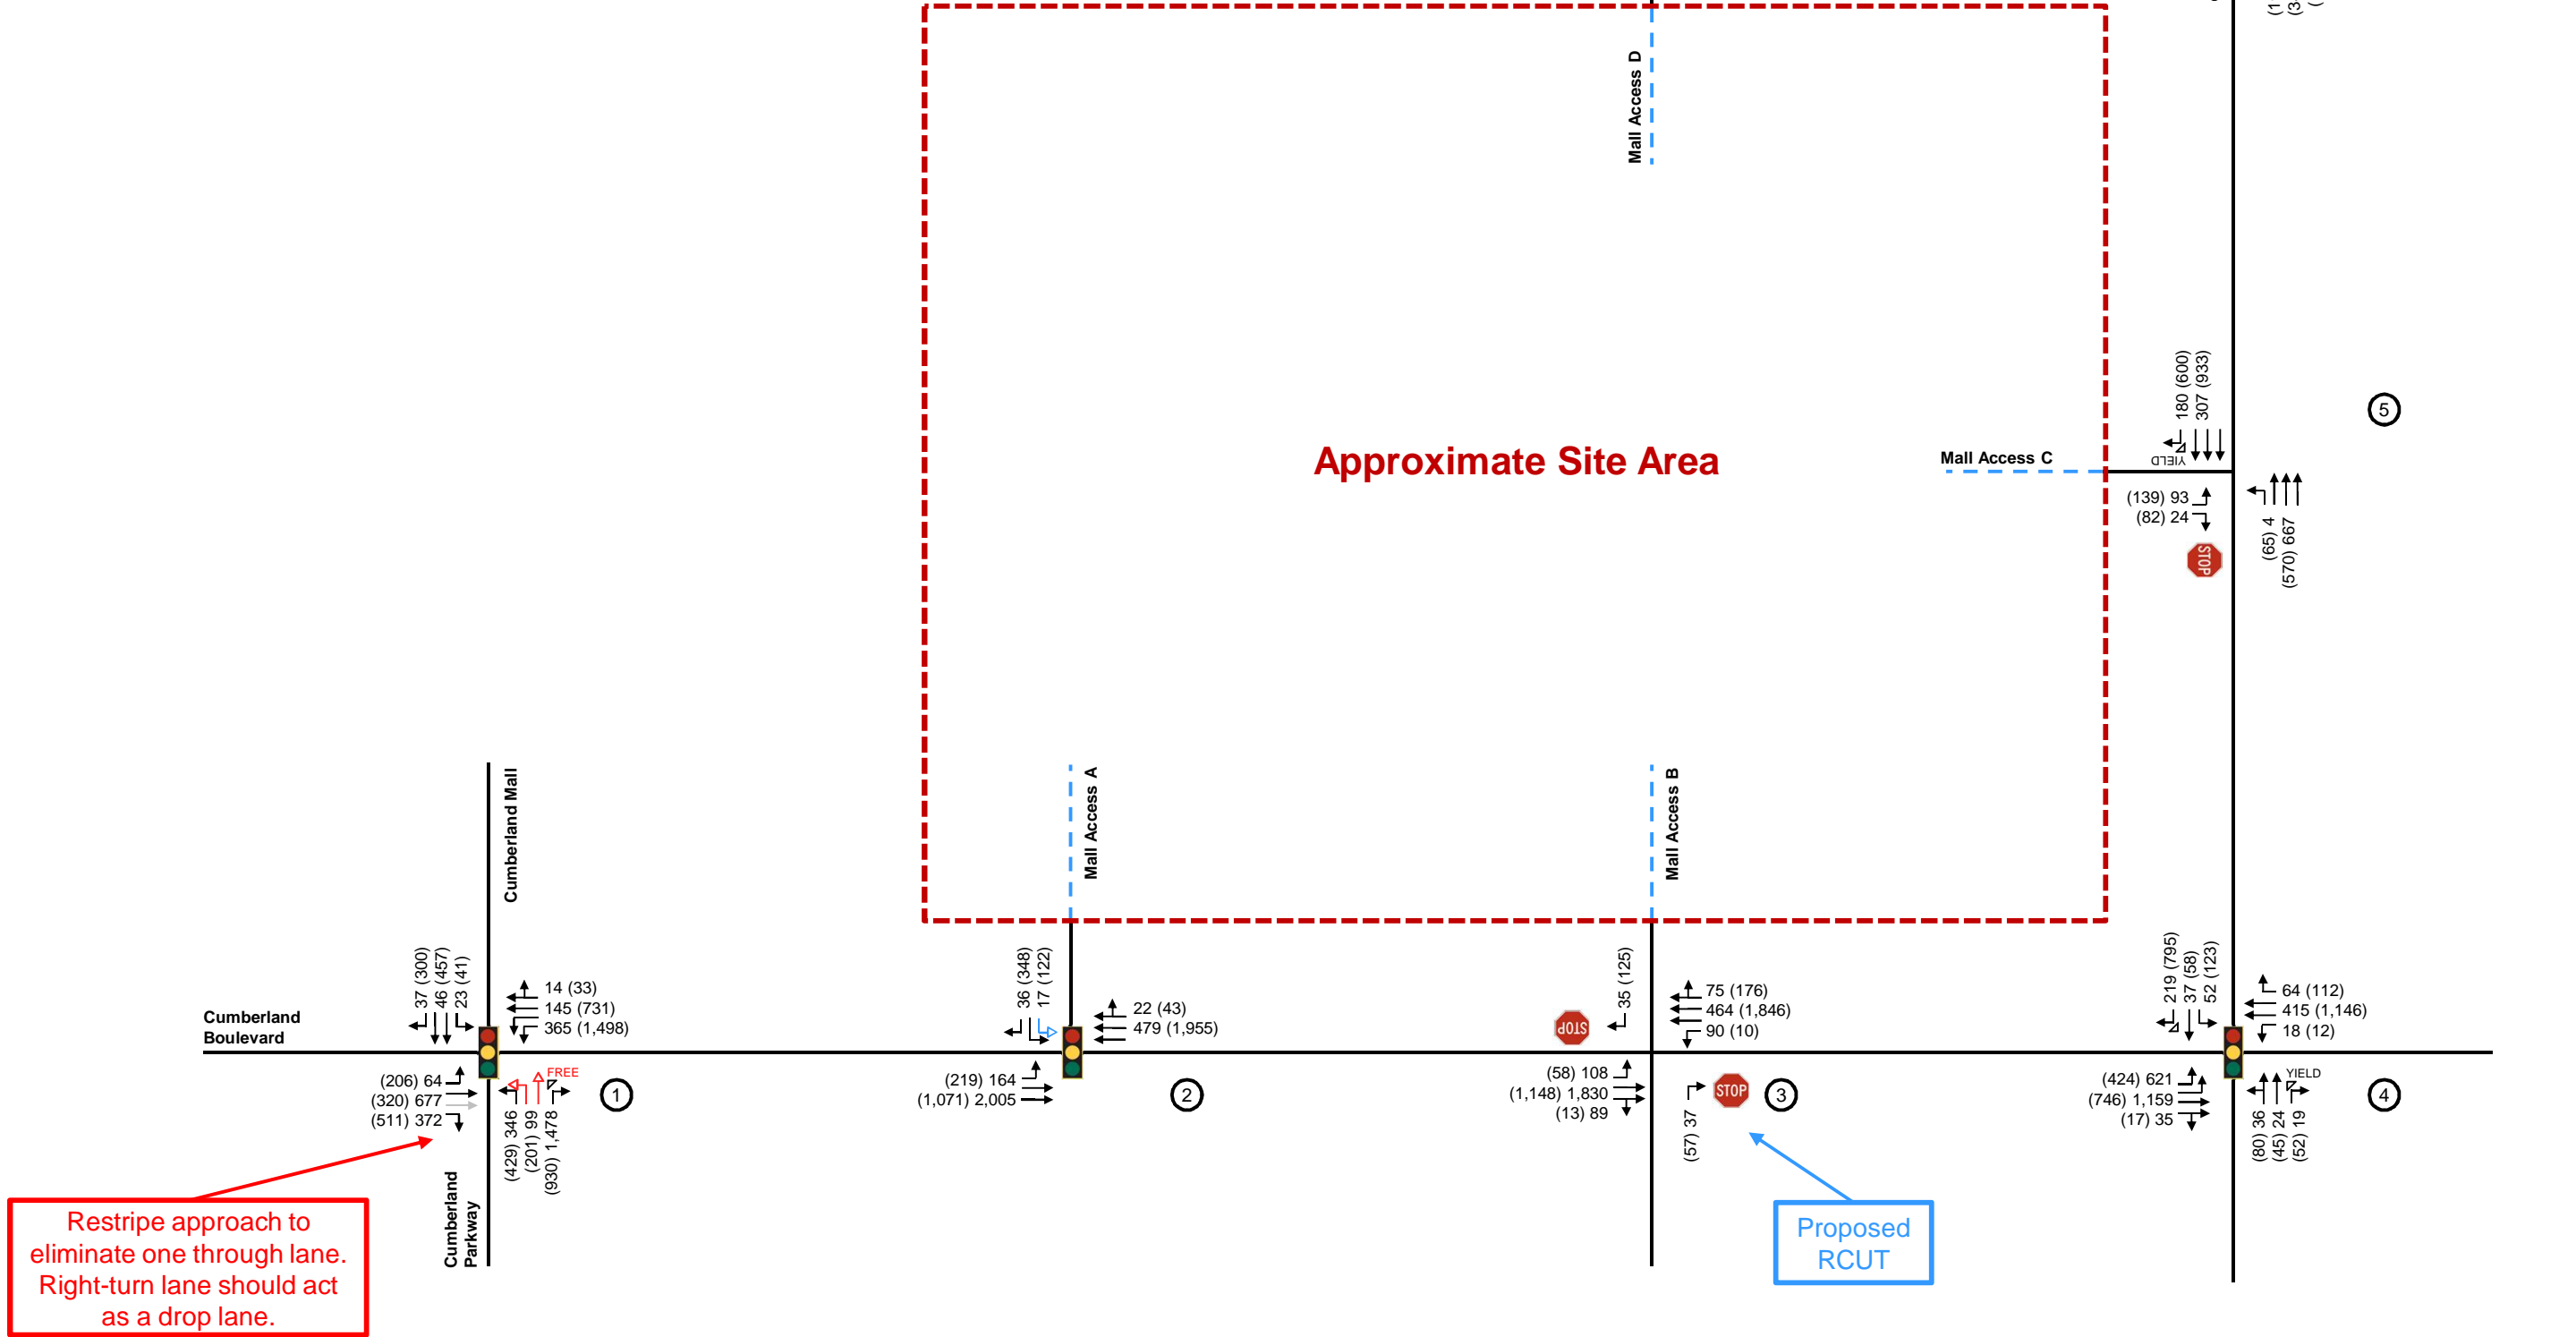 Mall Access D
180 (600)
307 (933)
YIELD
5
Approximate Site Area
Mall Access C
(139) 93
(82) 24
STOP
(65) 4
(570) 667
Cumberland Mall
Mall Access A
Mall Access B
37 (300)
46 (457)
23 (41)
14 (33)
145 (731)
365 (1,498)
36 (348)
17 (122)
22 (43)
479 (1,955)
35 (125)
STOP
75 (176)
464 (1,846)
90 (10)
219 (795)
37 (58)
52 (123)
64 (112)
415 (1,146)
18 (12)
Cumberland
Boulevard
(206) 64
(320) 677
(511) 372
FREE
(429) 346
(201) 99
(930) 1,478
1
(219) 164
(1,071) 2,005
2
(58) 108
(1,148) 1,830
(13) 89
(57) 37
STOP
3
(424) 621
(746) 1,159
(17) 35
YIELD
(80) 36
(45) 24
(52) 19
4
Cumberland
Parkway
Restripe approach to
eliminate one through lane.
Right-turn lane should act
as a drop lane.
Proposed
RCUT